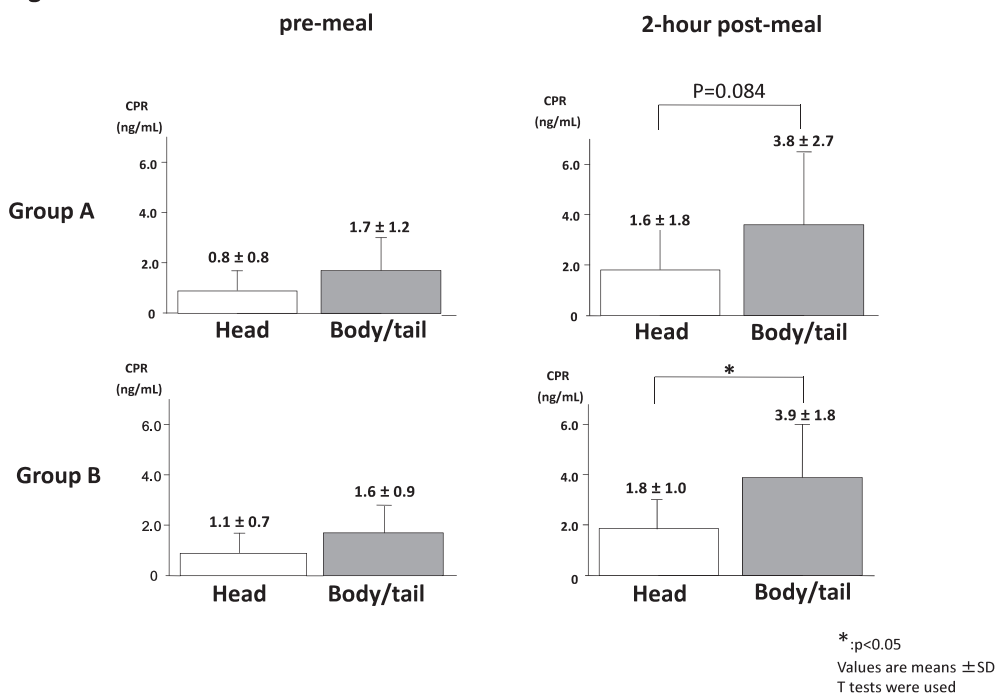 pre-meal
2-hour post-meal
Group A
CPR
(ng/mL)
6.0
4.0
2.0
0
0.8 ± 0.8
1.7 ± 1.2
Head
Body/tail
CPR
(ng/mL)
6.0
4.0
2.0
0
P=0.084
1.6 ± 1.8
3.8 ± 2.7
Head
Body/tail
Group B
CPR
(ng/mL)
6.0
4.0
2.0
0
1.1 ± 0.7
1.6 ± 0.9
Head
Body/tail
CPR
(ng/mL)
6.0
4.0
2.0
0
*
1.8 ± 1.0
3.9 ± 1.8
Head
Body/tail
*:p<0.05
Values are means ±SD
T tests were used